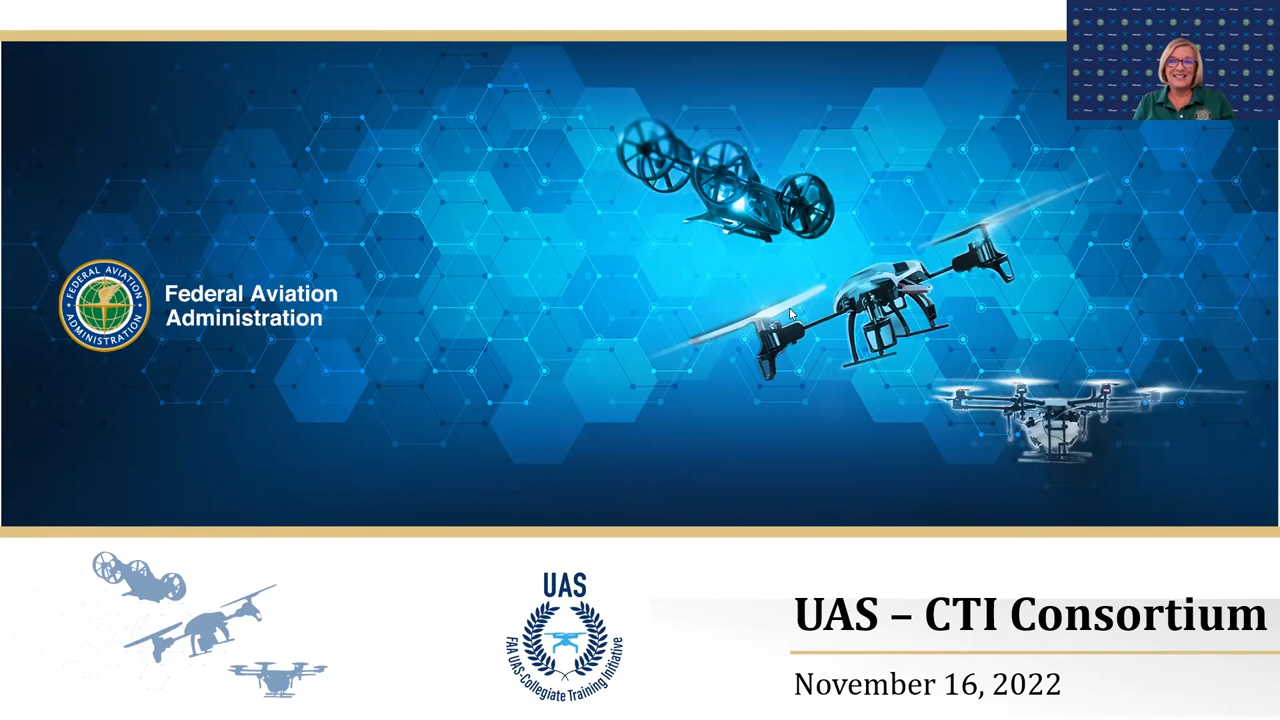 FEDERAL AVIATION
ADMINISTRATION
Federal Aviation
Administration
UAS
FAA UAS-Collegiate Training Initiative
UAS – CTI Consortium
November 16, 2022